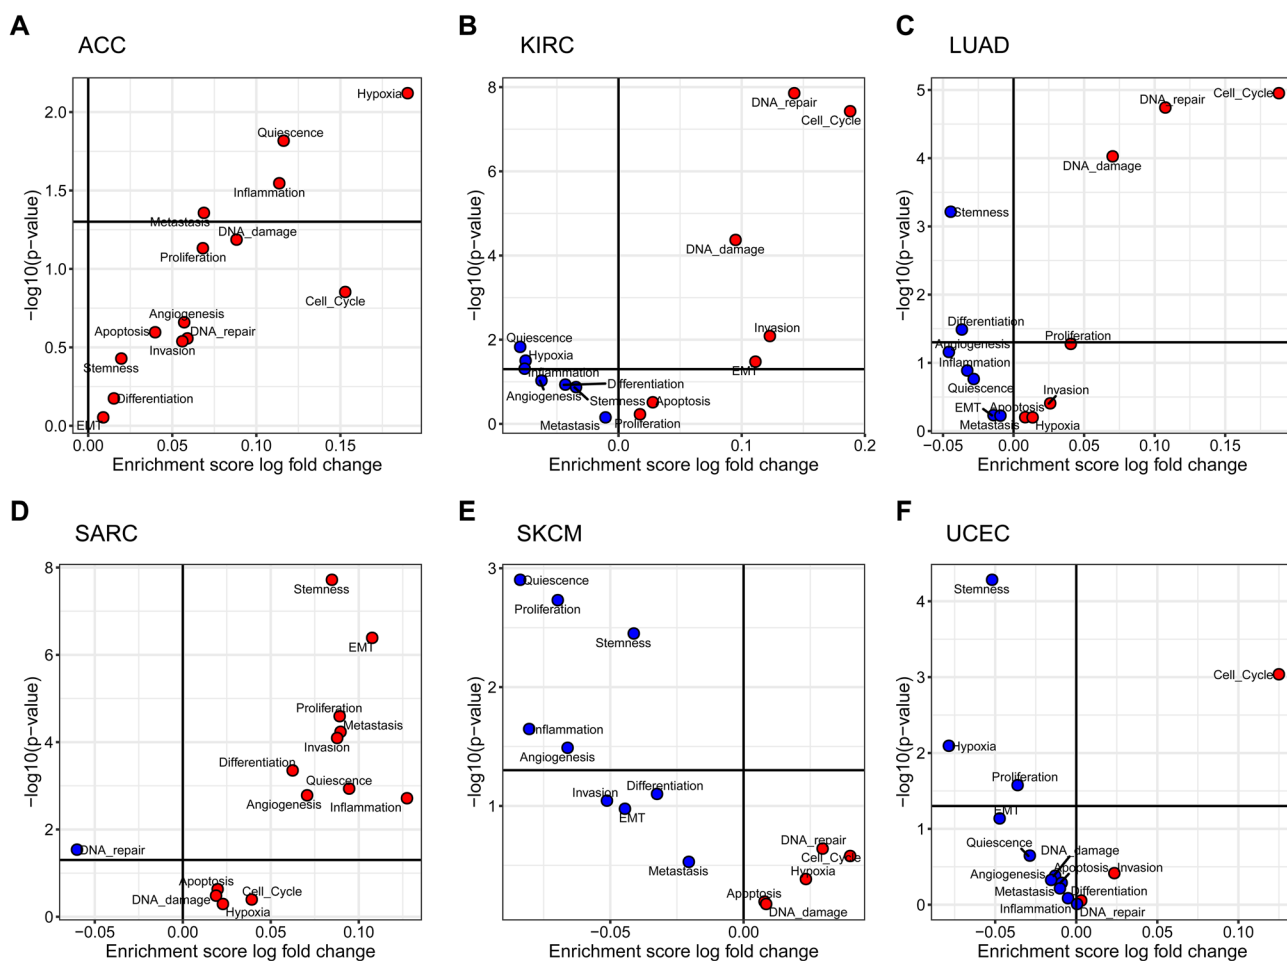 A
ACC
−log10(p−value)
2.0
1.5
1.0
0.5
0.0
Hypoxia
Quiescence
Inflammation
Metastasis
DNA_damage
Proliferation
Cell_Cycle
Angiogenesis
Apoptosis
DNA_repair
Invasion
Stemness
Differentiation
EMT
0.00
0.05
0.10
0.15
Enrichment score log fold change
B
KIRC
−log10(p−value)
8
6
4
2
0
DNA_repair
Cell_Cycle
DNA_damage
Invasion
EMT
Quiescence
Hypoxia
Inflammation
Differentiation
Angiogenesis
Stemness
Apoptosis
Metastasis
Proliferation
0.0
0.1
0.2
Enrichment score log fold change
C
LUAD
−log10(p−value)
5
4
3
2
1
0
Cell_Cycle
DNA_repair
DNA_damage
Stemness
Differentiation
Proliferation
Angiogenesis
Inflammation
Quiescence
Invasion
EMT
Apoptosis
Metastasis
Hypoxia
−0.05
0.00
0.05
0.10
0.15
Enrichment score log fold change
D
SARC
−log10(p−value)
8
6
4
2
0
Stemness
EMT
Proliferation
Metastasis
Invasion
Differentiation
Quiescence
Angiogenesis
Inflammation
DNA_repair
Apoptosis
DNA_damage
Cell_Cycle
Hypoxia
−0.05
0.00
0.05
0.10
Enrichment score log fold change
E
SKCM
−log10(p−value)
3
2
1
Quiescence
Proliferation
Stemness
Inflammation
Angiogenesis
Invasion
Differentiation
EMT
Metastasis
DNA_repair
Cell_Cycle
Hypoxia
Apoptosis
DNA_damage
−0.05
0.00
Enrichment score log fold change
F
UCEC
−log10(p−value)
4
3
2
1
0
Stemness
Cell_Cycle
Hypoxia
Proliferation
EMT
Quiescence
DNA_damage
Angiogenesis
Apoptosis
Invasion
Metastasis
Differentiation
Inflammation
DNA_repair
−0.05
0.00
0.05
0.10
Enrichment score log fold change